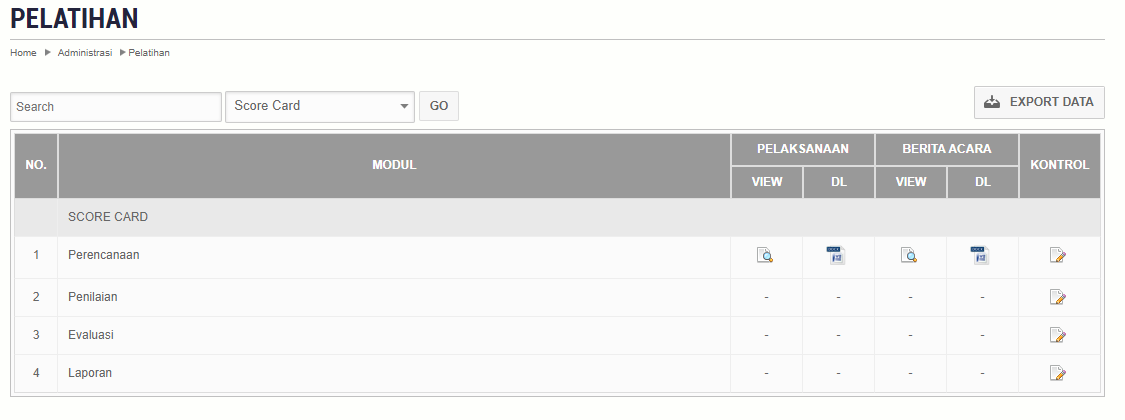 PELATIHAN
Home Administrasi Pelatihan
Search Score Card GO EXPORT DATA
NO. MODUL PELAKSANAAN BERITA ACARA KONTROL
VIEW DL VIEW DL
SCORE CARD
1 Perencanaan
2 Penilaian - - - -
3 Evaluasi - - - -
4 Laporan - - - -